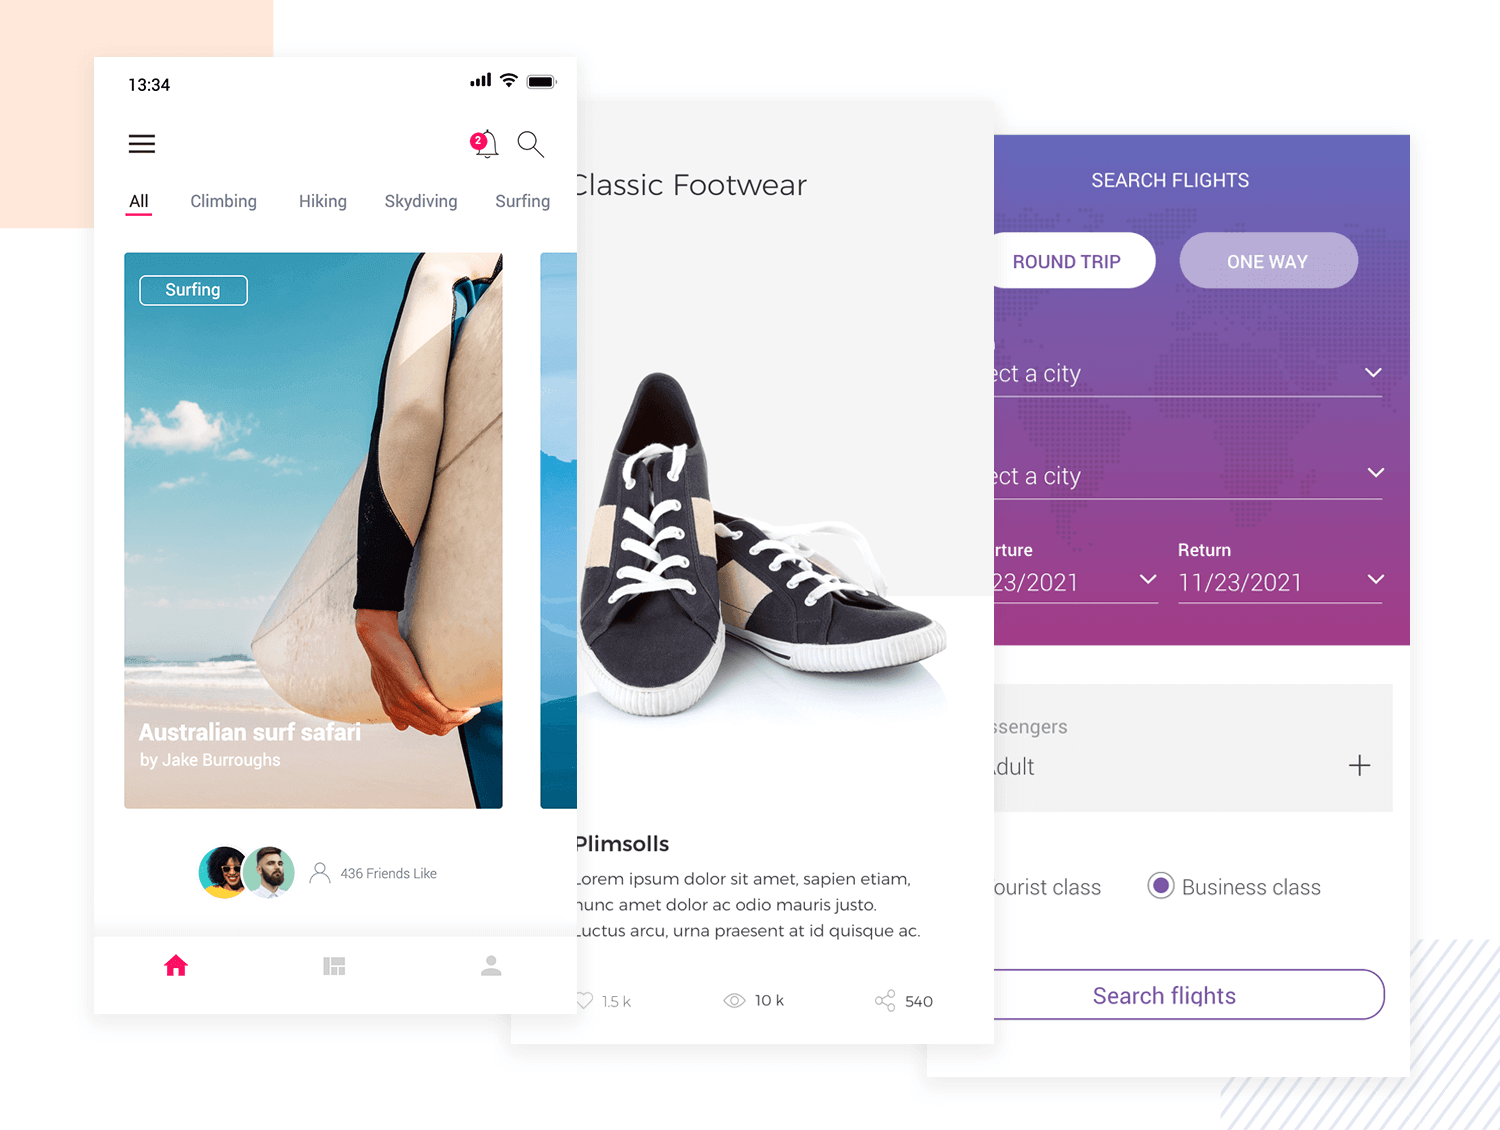 13:34
2
All Climbing Hiking Skydiving Surfing
Surfing
Australian surf safari
by Jake Burroughs
436 Friends Like
Classic Footwear
Plimsolls
Lorem ipsum dolor sit amet, sapien etiam,
nunc amet dolor ac odio mauris justo.
Luctus arcu, urna praesent at id quisque ac.
1.5 k 10 k 540
SEARCH FLIGHTS
ROUND TRIP ONE WAY
ect a city
ect a city
rture Return
23/2021 11/23/2021
ssengers
Adult
ourist class Business class
Search flights